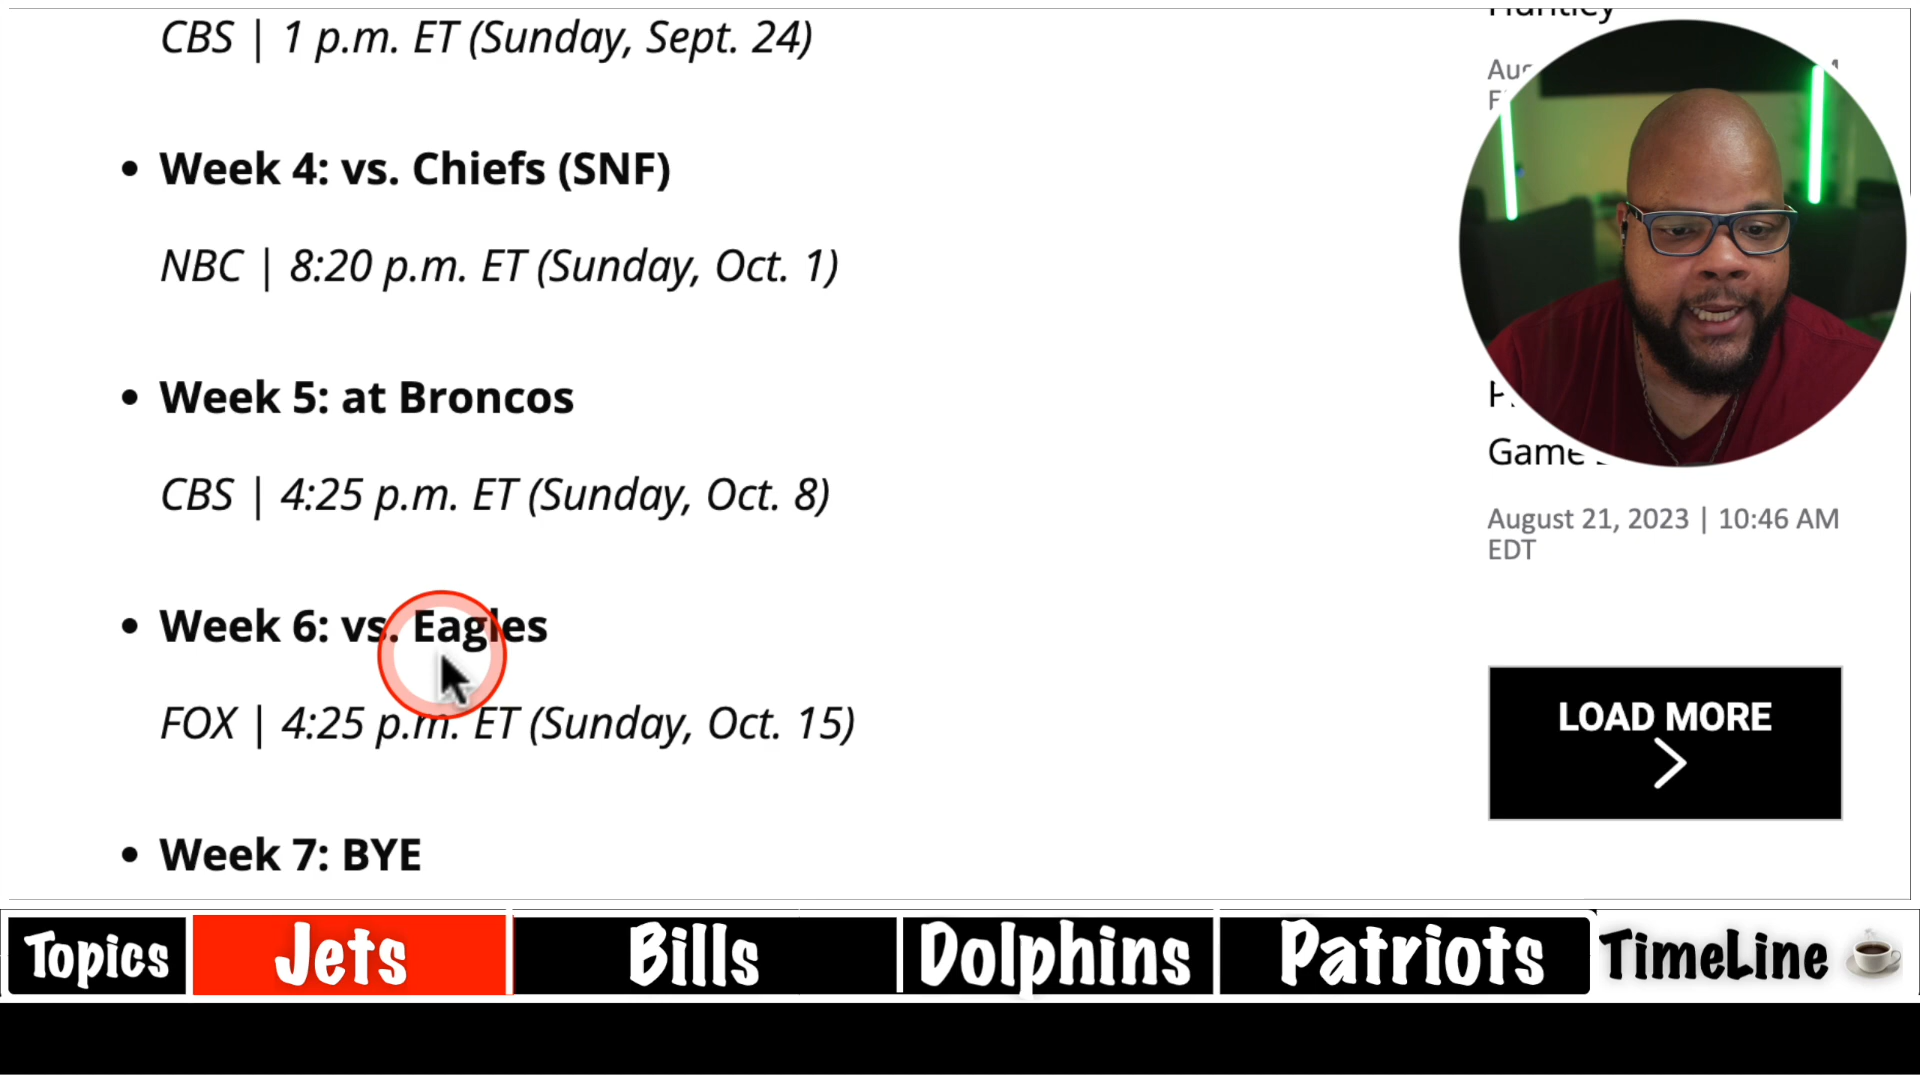 CBS | 1 p.m. ET (Sunday, Sept. 24)
Week 4: vs. Chiefs (SNF)
NBC | 8:20 p.m. ET (Sunday, Oct. 1)
Week 5: at Broncos
CBS | 4:25 p.m. ET (Sunday, Oct. 8)
Week 6: vs. Eagles
FOX | 4:25 p.m. ET (Sunday, Oct. 15)
Week 7: BYE
Huntley
Game
August 21, 2023 | 10:46 AM
EDT
LOAD MORE
Topics
Jets
Bills
Dolphins
Patriots
TimeLine